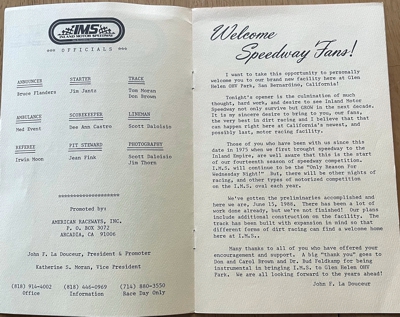 IMS
INLAND MOTOR SPEEDWAY
*** OFFICIALS ***
ANNOUNCER STARTER TRACK
Bruce Flanders Jim Jantz Tom Moran
Don Brown
AMBULANCE SCOREKEEPER LINEMAN
Med Event Dee Ann Castro Scott Daloisio
REFEREE PIT STEWARD PHOTOGRAPHY
Irwin Moon Jean Fink Scott Daloisio
Jim Thorn
Promoted by:
AMERICAN RACEWAYS, INC.
P. O. BOX 3072
ARCADIA, CA 91006
John F. La Douceur, President & Promoter
Katherine S. Moran, Vice President
(818) 914-4002 (818) 446-0969 (714) 880-3550
Office Information Race Day Only
Welcome
Speedway Fans!
I want to take this opportunity to personally
welcome you to our brand new facility here at Glen
Helen OHV Park, San Bernardino, California!
Tonight's opener is the culmination of much
thought, hard work, and desire to see Inland Motor
Speedway not only survive but GROW in the next decade.
It is my sincere desire to bring to you, our fans,
the very best in dirt racing and I believe that that
can happen right here at California's newest, and
possibly last, motor racing facility.
Those of you who have been with us since this
date in 1975 when we first brought speedway to the
Inland Empire, are well aware that this is the start
of our fourteenth season of speedway competition.
I.M.S. will continue to be the "Only Reason For
Wednesday Night!" But, there will be other nights of
racing, and other types of motorized competition
on the I.M.S. oval each year.
We've gotten the preliminaries accomplished and
here we are, June 15, 1988. There has been a lot of
work done already, but we're not finished! Our plans
include additional construction on the facility. The
track has been built with expansion in mind so that
different forms of dirt racing can find a welcome home
here at I.M.S..
Many thanks to all of you who have offered your
encouragement and support. A big "thank you" goes to
Don and Carol Brown and Dr. Bud Feldkamp for being
instrumental in bringing I.M.S. to Glen Helen OHV
Park. We are all looking forward to the years ahead!
John F. La Douceur